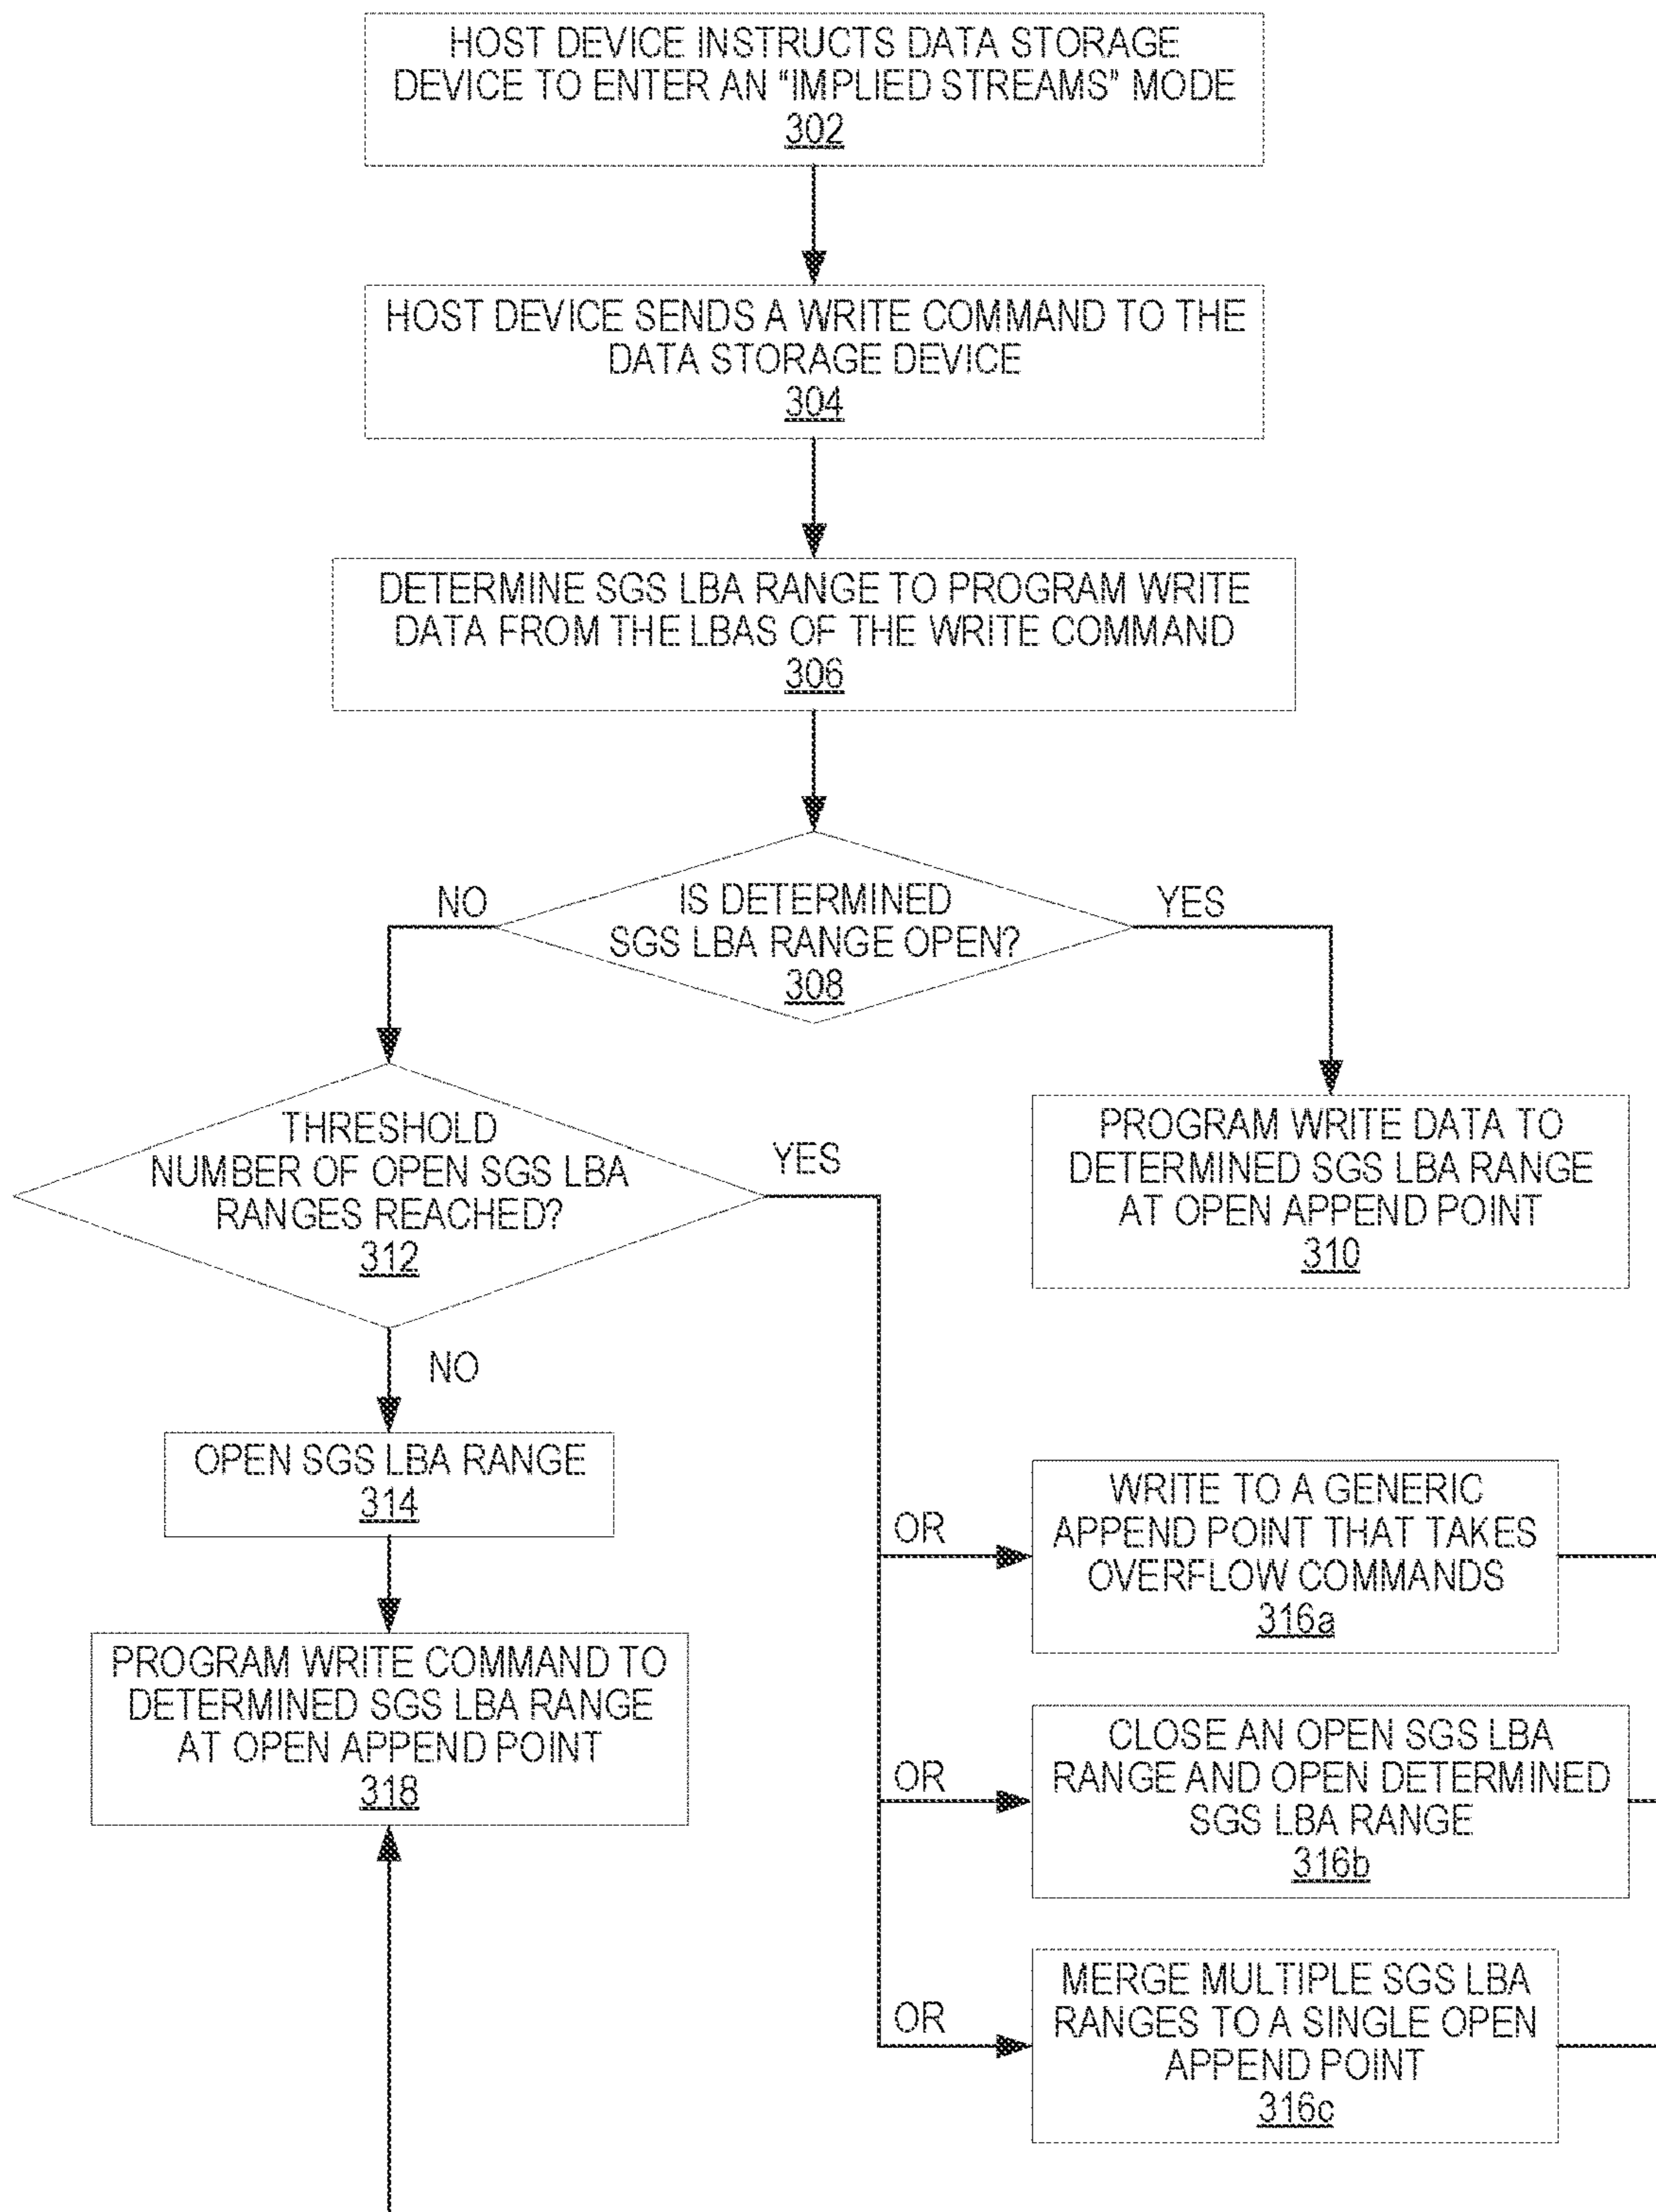 HOST DEVICE INSTRUCTS DATA STORAGE
DEVICE TO ENTER AN “IMPLIED STREAMS” MODE
302
HOST DEVICE SENDS A WRITE COMMAND TO THE
DATA STORAGE DEVICE
304
DETERMINE SGS LBA RANGE TO PROGRAM WRITE
DATA FROM THE LBAS OF THE WRITE COMMAND
306
NO
IS DETERMINED
SGS LBA RANGE OPEN?
308
YES
THRESHOLD
NUMBER OF OPEN SGS LBA
RANGES REACHED?
312
YES
PROGRAM WRITE DATA TO
DETERMINED SGS LBA RANGE
AT OPEN APPEND POINT
310
NO
OPEN SGS LBA RANGE
314
OR
WRITE TO A GENERIC
APPEND POINT THAT TAKES
OVERFLOW COMMANDS
316a
PROGRAM WRITE COMMAND TO
DETERMINED SGS LBA RANGE
AT OPEN APPEND POINT
318
OR
CLOSE AN OPEN SGS LBA
RANGE AND OPEN DETERMINED
SGS LBA RANGE
316b
OR
MERGE MULTIPLE SGS LBA
RANGES TO A SINGLE OPEN
APPEND POINT
316c